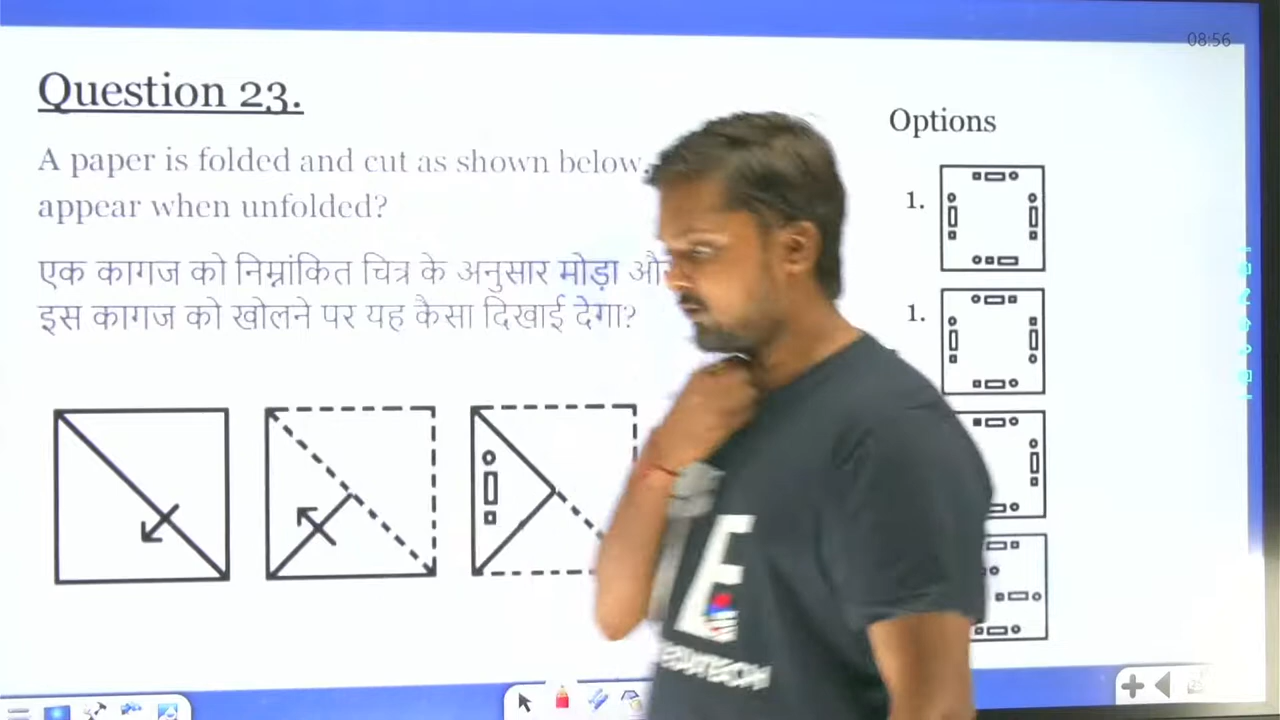 08:56
Question 23.
Options
A paper is folded and cut as shown below.
appear when unfolded?
एक कागज को निम्नांकित चित्र के अनुसार मोड़ा और
इस कागज को खोलने पर यह कैसा दिखाई देगा?
1.
1.